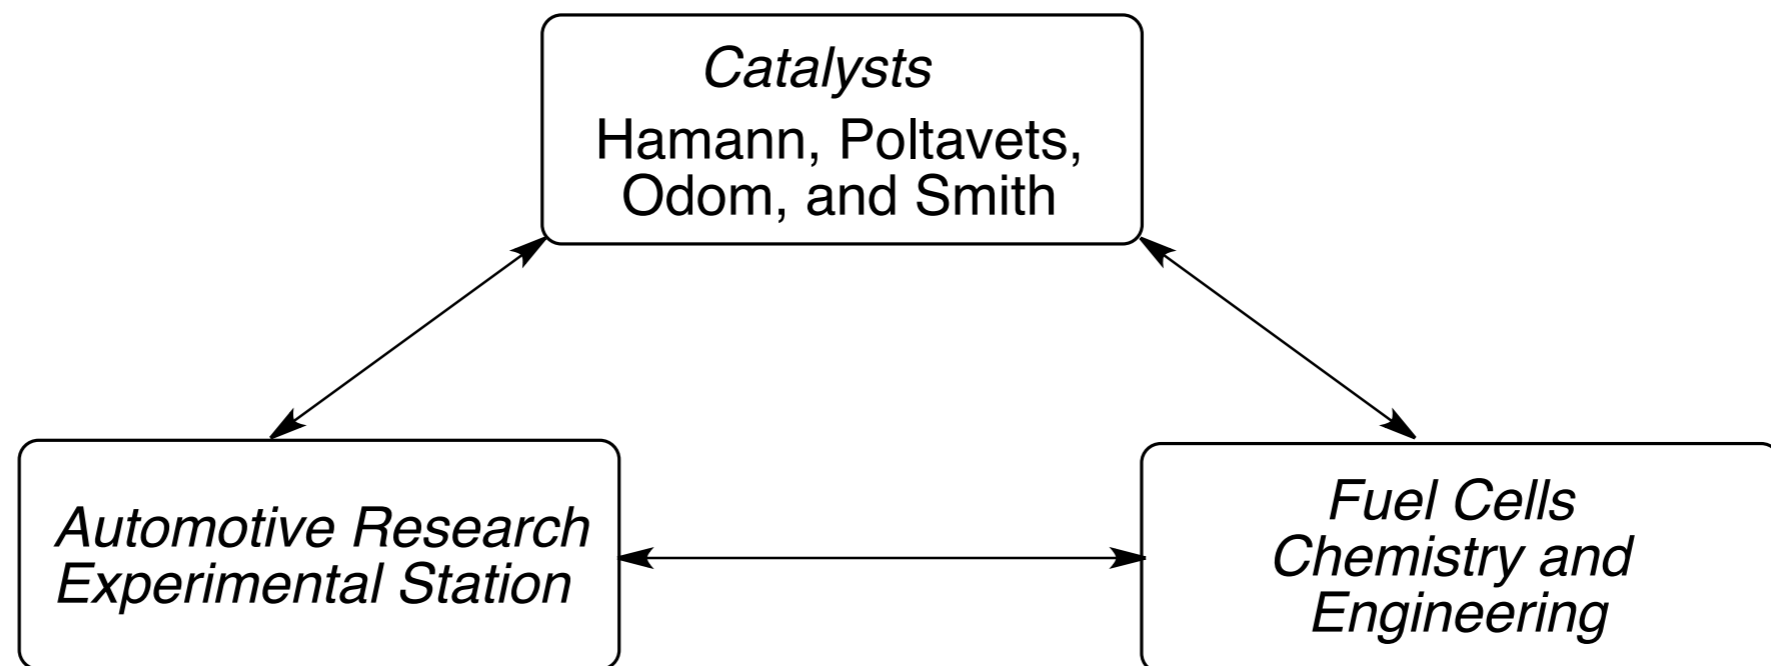 Catalysts
Hamann, Poltavets,
Odom, and Smith
Automotive Research
Experimental Station
Fuel Cells
Chemistry and
Engineering